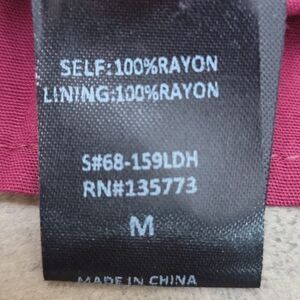 SELF:100%RAYON
LINING:100%RAYON
S#68-159LDH
RN#135773
M
MADE IN CHINA